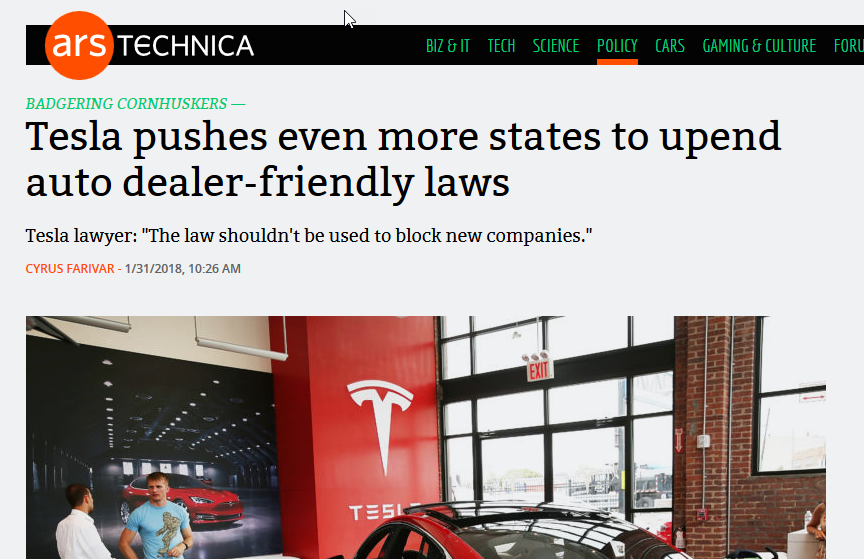 ars TECHNICA
BIZ & IT TECH SCIENCE POLICY CARS GAMING & CULTURE FORU
BADGERING CORNHUSKERS —
Tesla pushes even more states to upend
auto dealer-friendly laws
Tesla lawyer: "The law shouldn't be used to block new companies."
CYRUS FARIVAR - 1/31/2018, 10:26 AM
EXIT
TESL